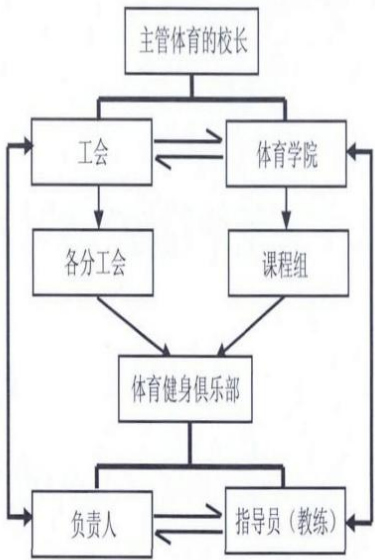 主管体育的校长
工会
体育学院
各分工会
课程组
体育健身俱乐部
负责人
指导员（教练）